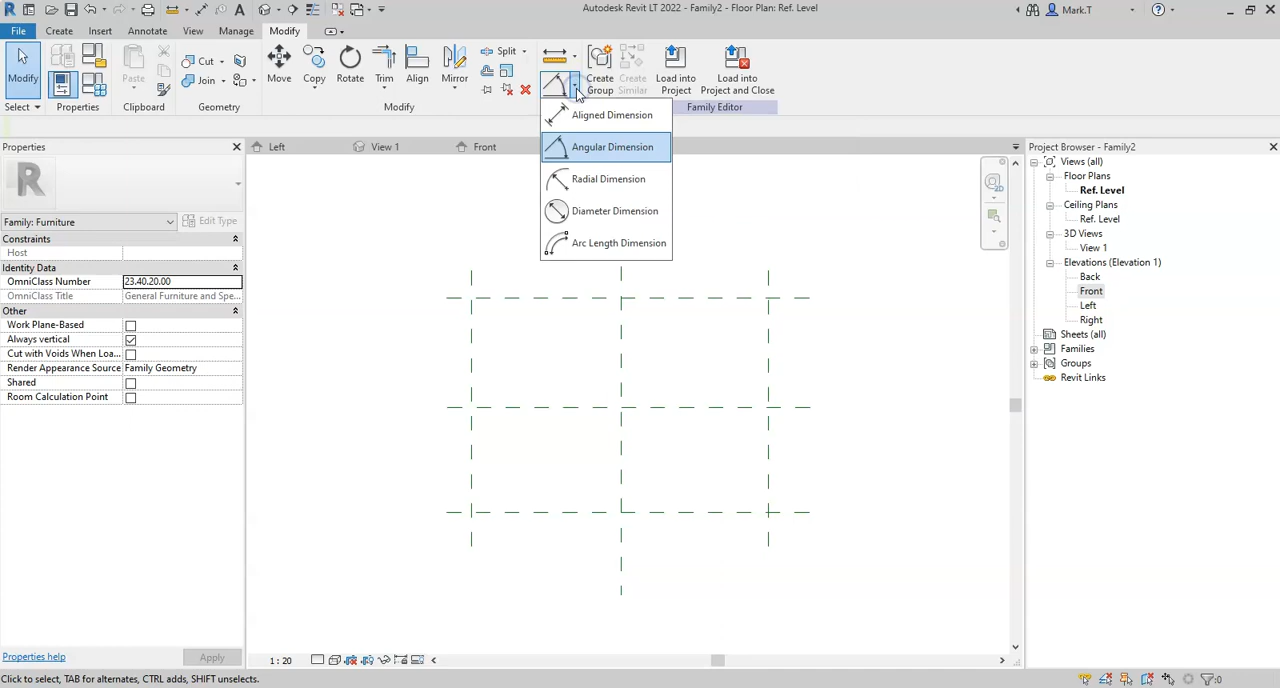 Autodesk Revit LT 2022 - Family2 - Floor Plan: Ref. Level
Mark.T
File
Create
Insert
Annotate
View
Manage
Modify
Modify
Paste
Cut
Join
Move
Copy
Rotate
Trim
Align
Mirror
Split
Create
Group
Create
Similar
Load into
Project
Load into
Project and Close
Select
Properties
Clipboard
Geometry
Modify
Family Editor
Aligned Dimension
Angular Dimension
Radial Dimension
Diameter Dimension
Arc Length Dimension
Properties
R
Family: Furniture
Edit Type
Constraints
Host
Identity Data
OmniClass Number
23.40.20.00
OmniClass Title
General Furniture and Spe...
Other
Work Plane-Based
Always vertical
Cut with Voids When Loa...
Render Appearance Source
Family Geometry
Shared
Room Calculation Point
Properties help
Apply
Left
View 1
Front
Project Browser - Family2
Views (all)
Floor Plans
Ref. Level
Ceiling Plans
Ref. Level
3D Views
View 1
Elevations (Elevation 1)
Back
Front
Left
Right
Sheets (all)
Families
Groups
Revit Links
1 : 20
Click to select, TAB for alternates, CTRL adds, SHIFT unselects.
:0